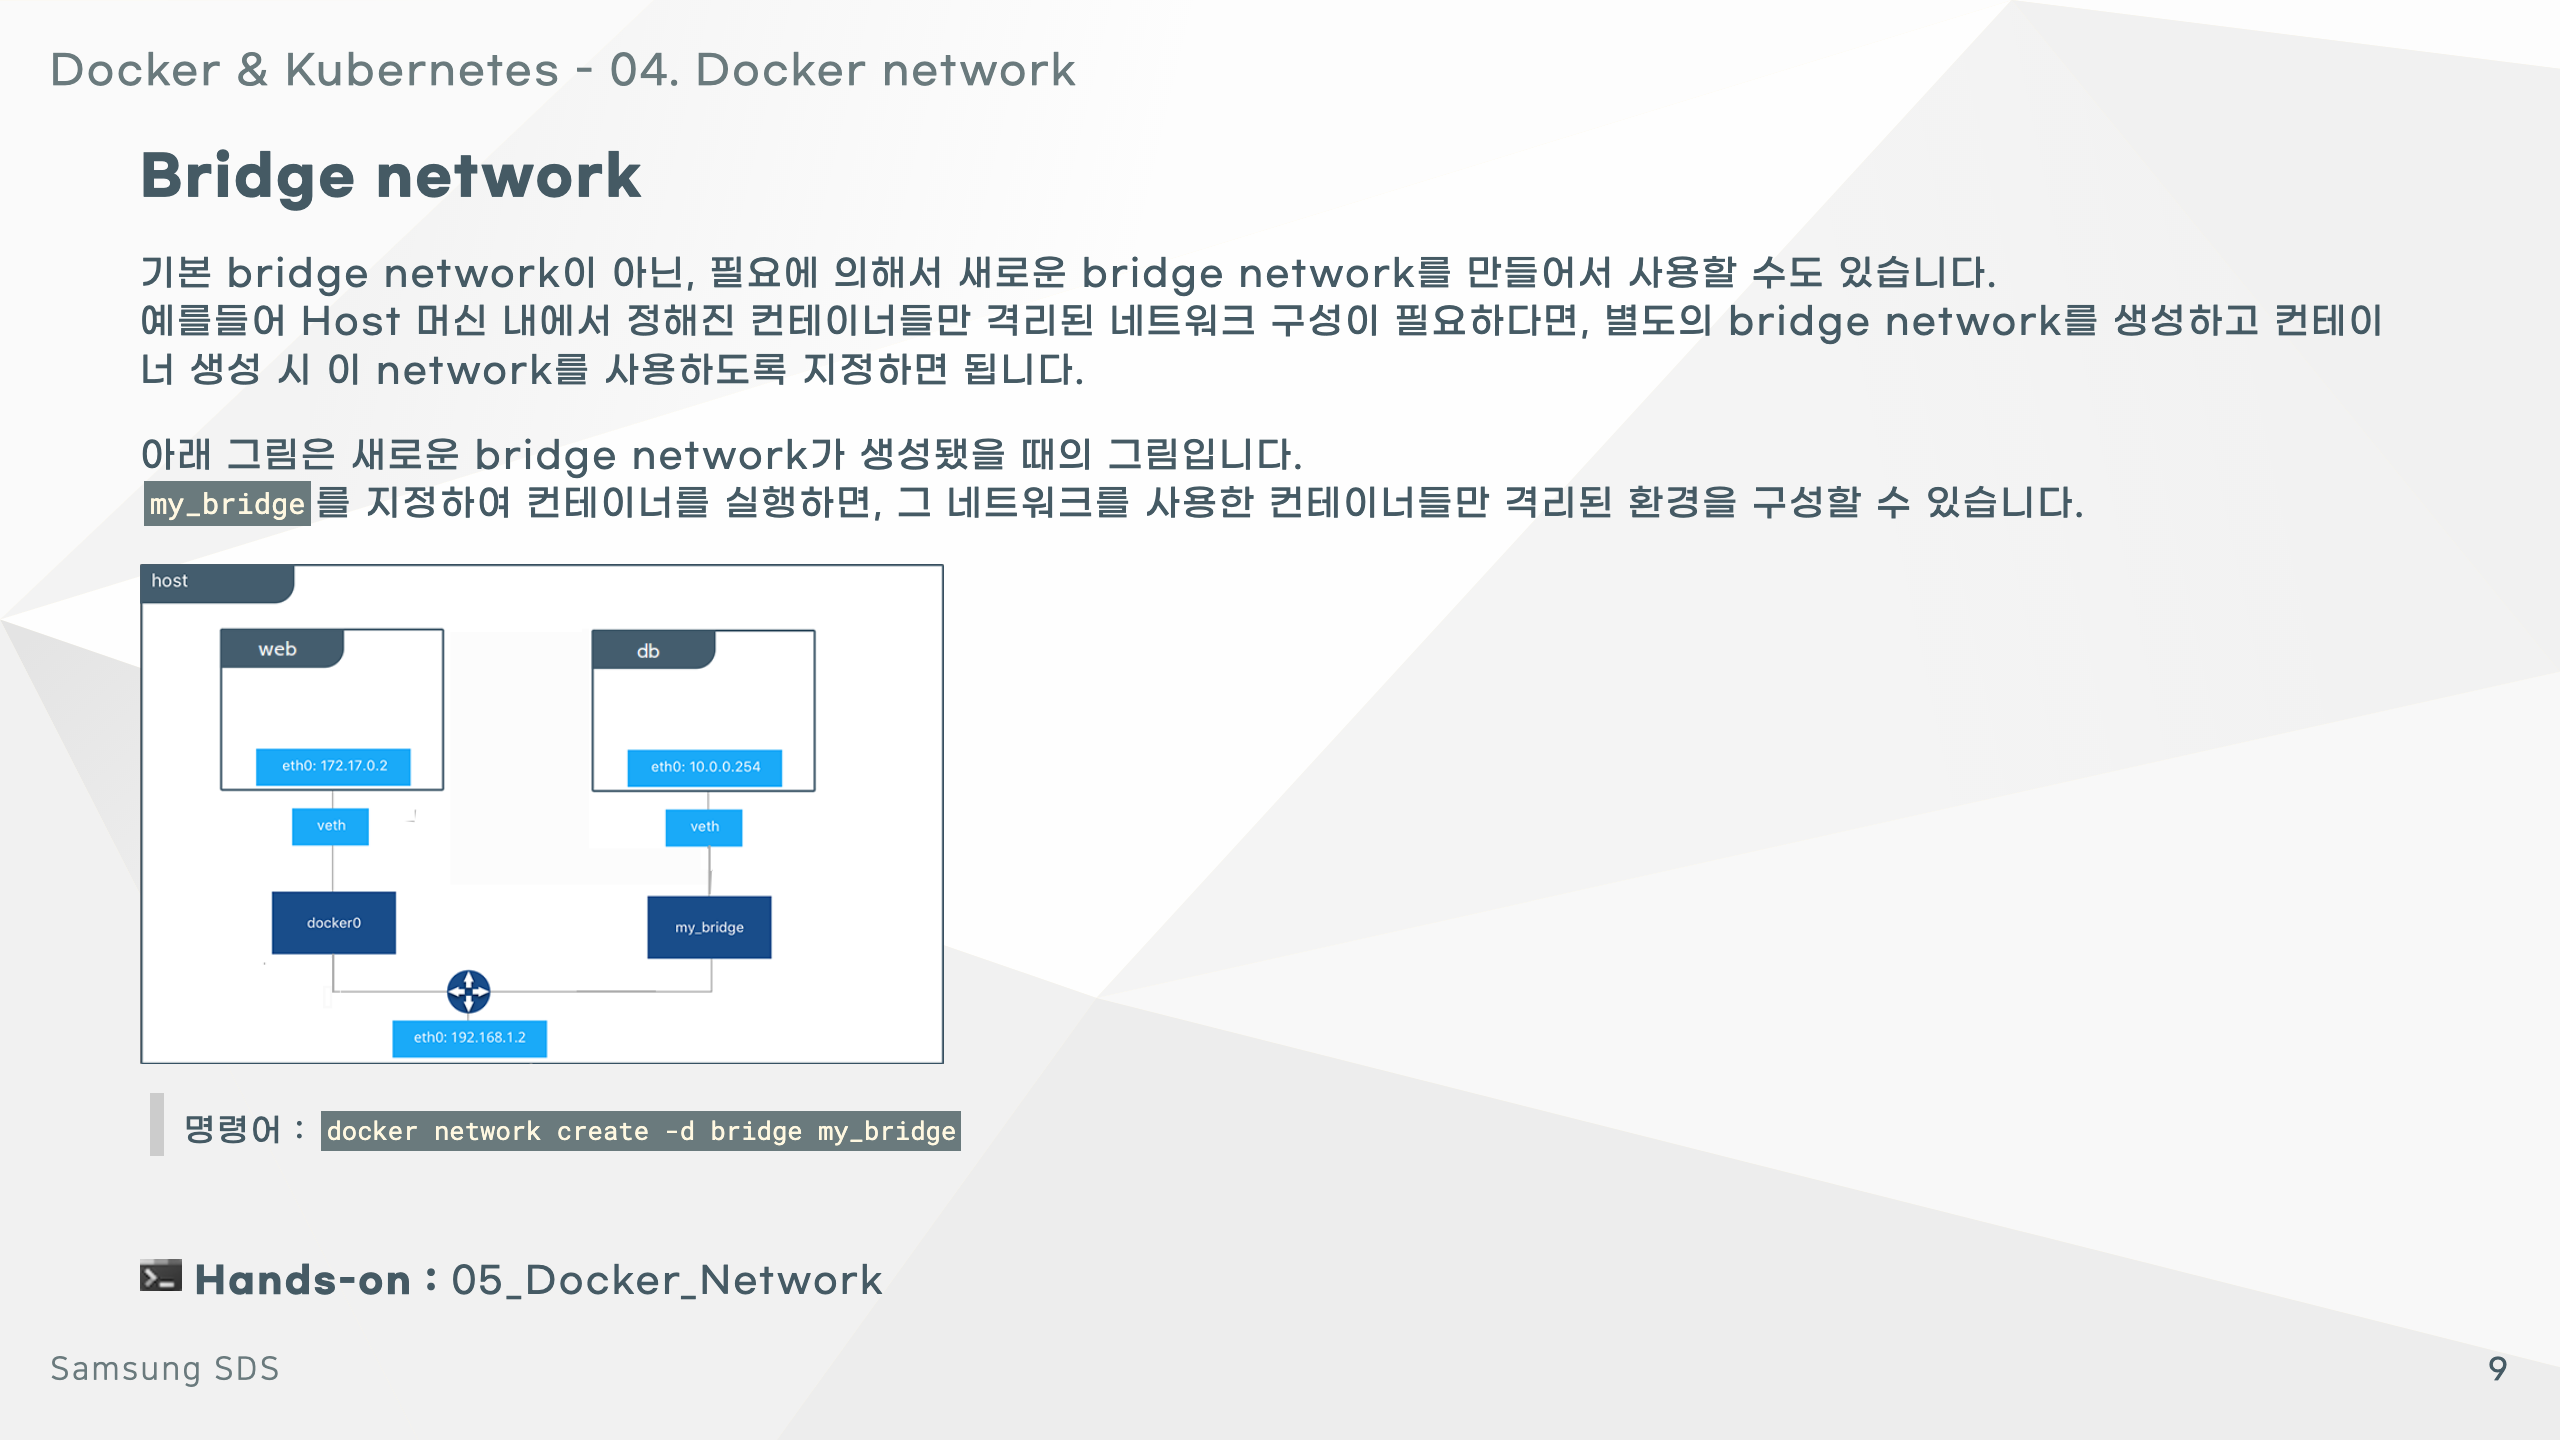 Docker & Kubernetes - 04. Docker network
Bridge network
기본 bridge network이 아닌, 필요에 의해서 새로운 bridge network를 만들어서 사용할 수도 있습니다.
예를들어 Host 머신 내에서 정해진 컨테이너들만 격리된 네트워크 구성이 필요하다면, 별도의 bridge network를 생성하고 컨테이
너 생성 시 이 network를 사용하도록 지정하면 됩니다.
아래 그림은 새로운 bridge network가 생성됐을 때의 그림입니다.
my_bridge를 지정하여 컨테이너를 실행하면, 그 네트워크를 사용한 컨테이너들만 격리된 환경을 구성할 수 있습니다.
host
web
db
eth0: 172.17.0.2
eth0: 10.0.0.254
veth
veth
docker0
my_bridge
eth0: 192.168.1.2
명령어 : docker network create -d bridge my_bridge
Hands-on : 05_Docker_Network
Samsung SDS
9